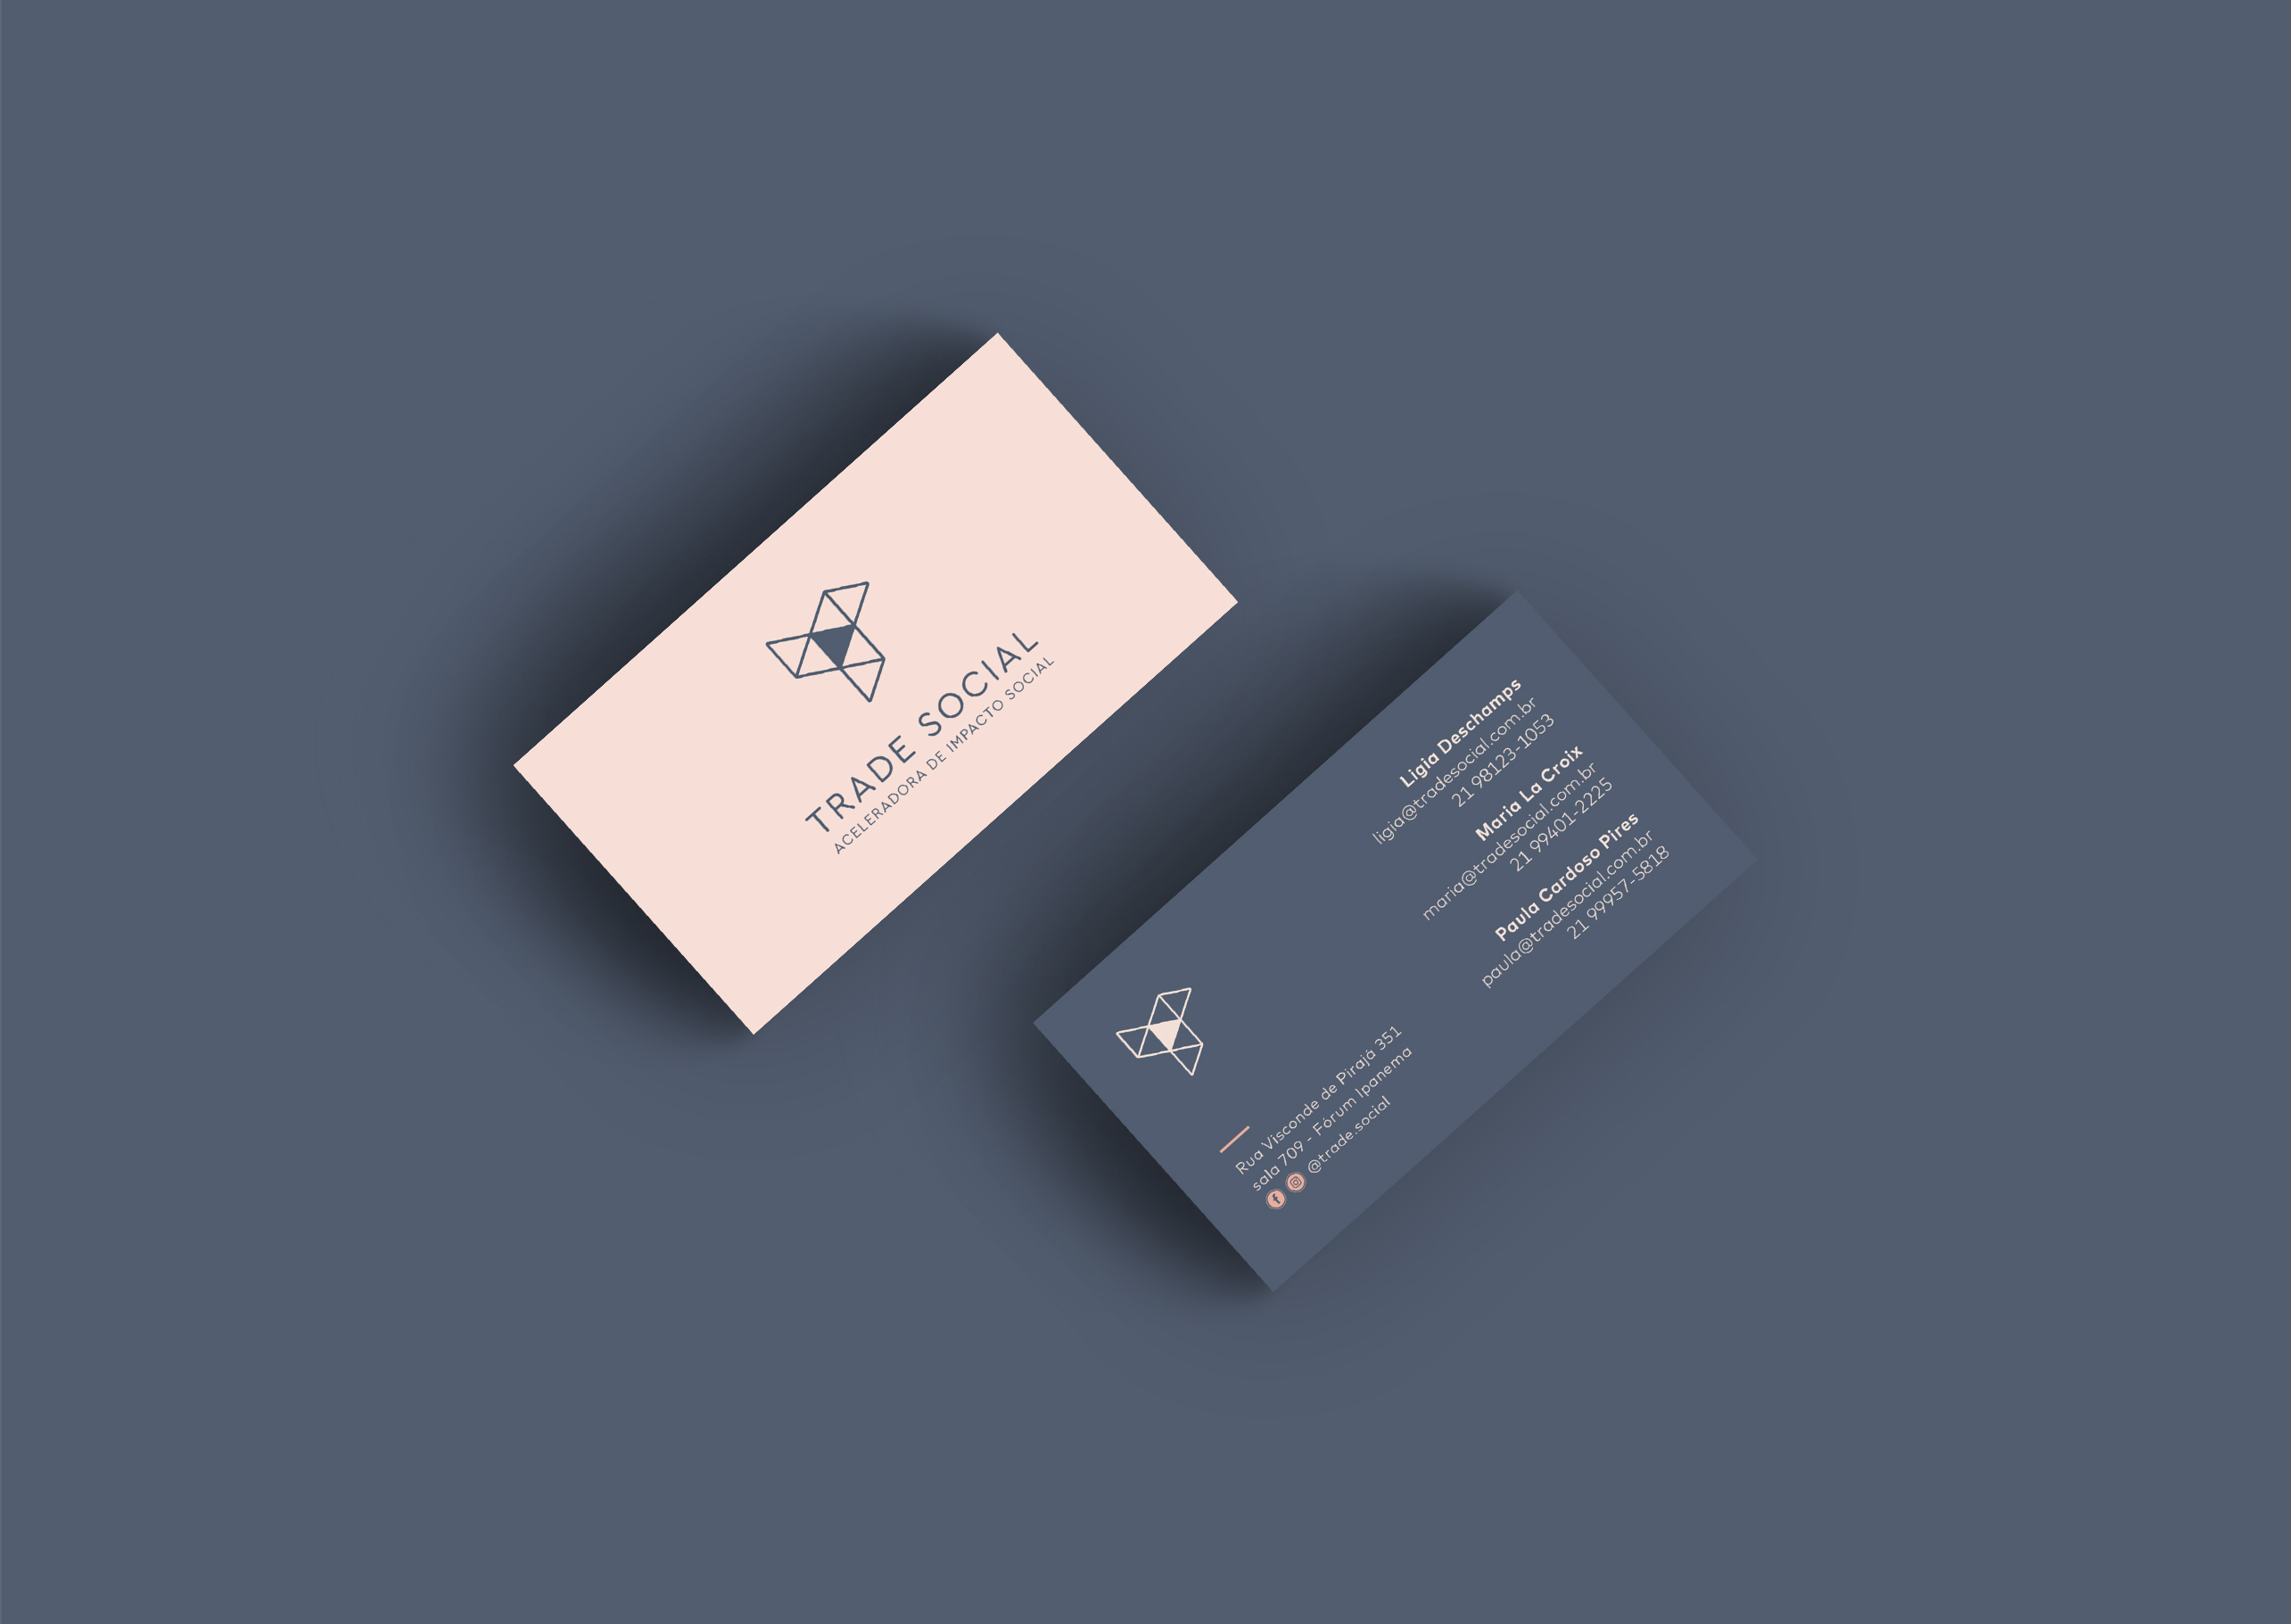 TRADE SOCIAL
ACELERADORA DE IMPACTO SOCIAL
Ligia Deschamps
ligia@tradesocial.com.br
21 98123-1053
Maria La Croix
maria@tradesocial.com.br
21 99401-2225
Paula Cardoso Pires
paula@tradesocial.com.br
21 99957-5818
Rua Visconde de Pirajá 351
sala 709 - Fórum Ipanema
@trade.social